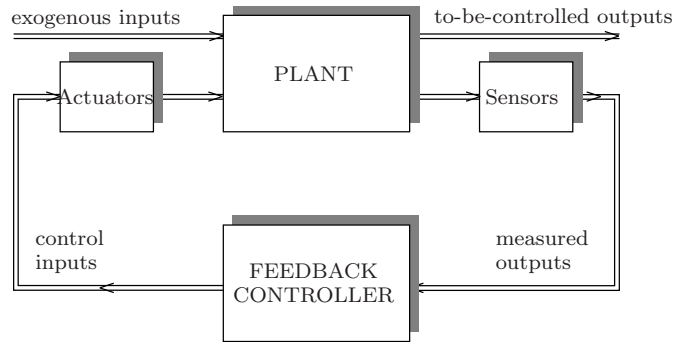 exogenous inputs
to-be-controlled outputs
PLANT
Actuators
Sensors
control
inputs
measured
outputs
FEEDBACK
CONTROLLER